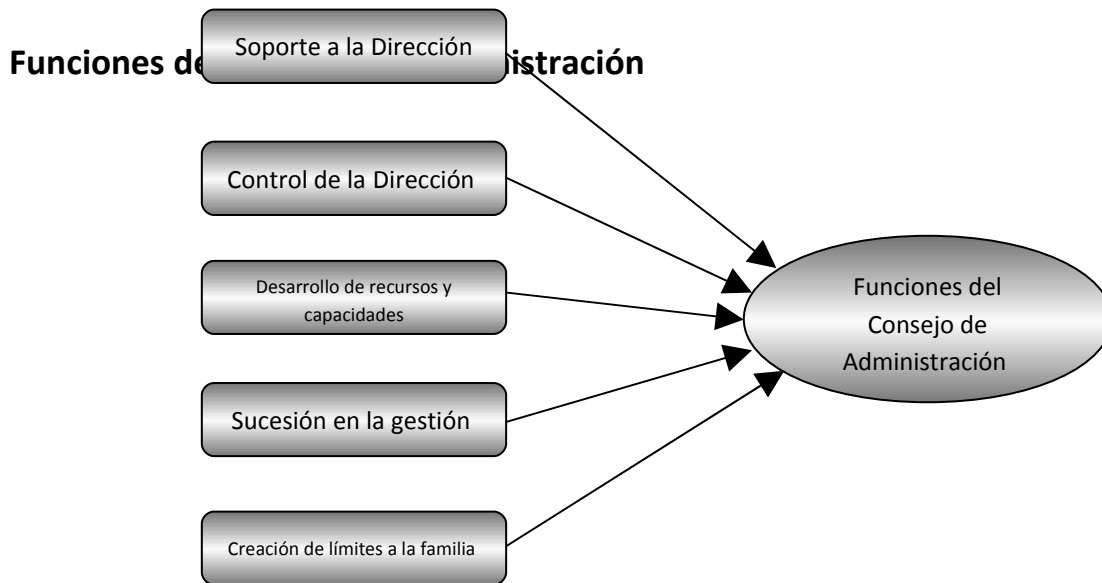 Soporte a la Dirección
Funciones de istración
Control de la Dirección
Desarrollo de recursos y
capacidades
Sucesión en la gestión
Creación de límites a la familia
Funciones del
Consejo de
Administración